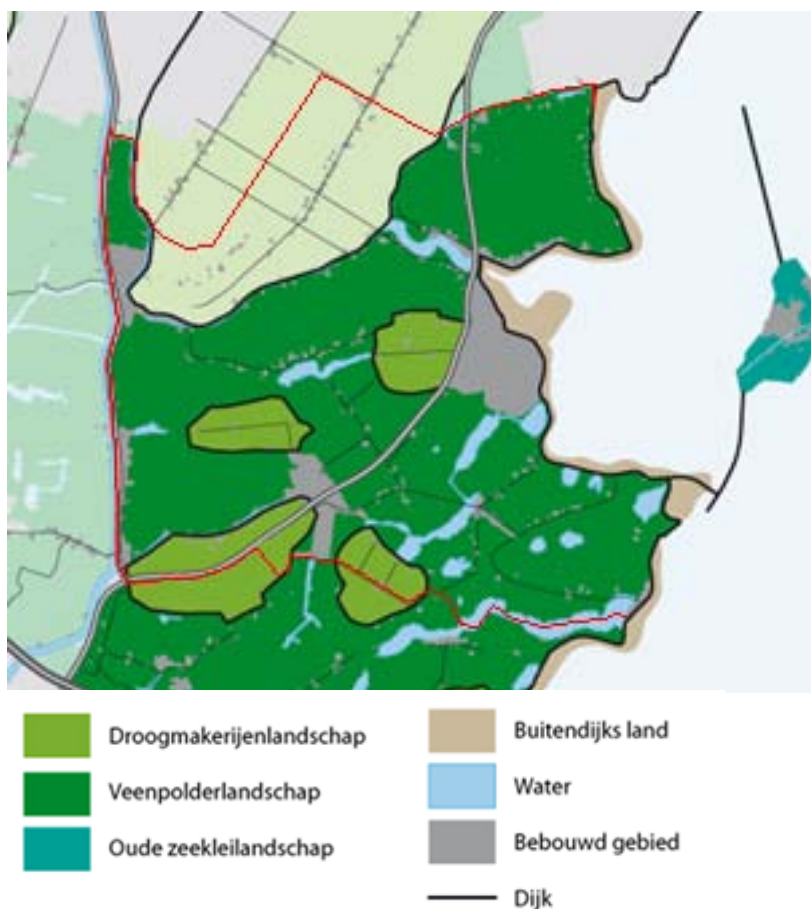 Droogmakerijenlandschap
Veenpolderlandschap
Oude zeekleilandschap
Buitendijks land
Water
Bebouwd gebied
Dijk